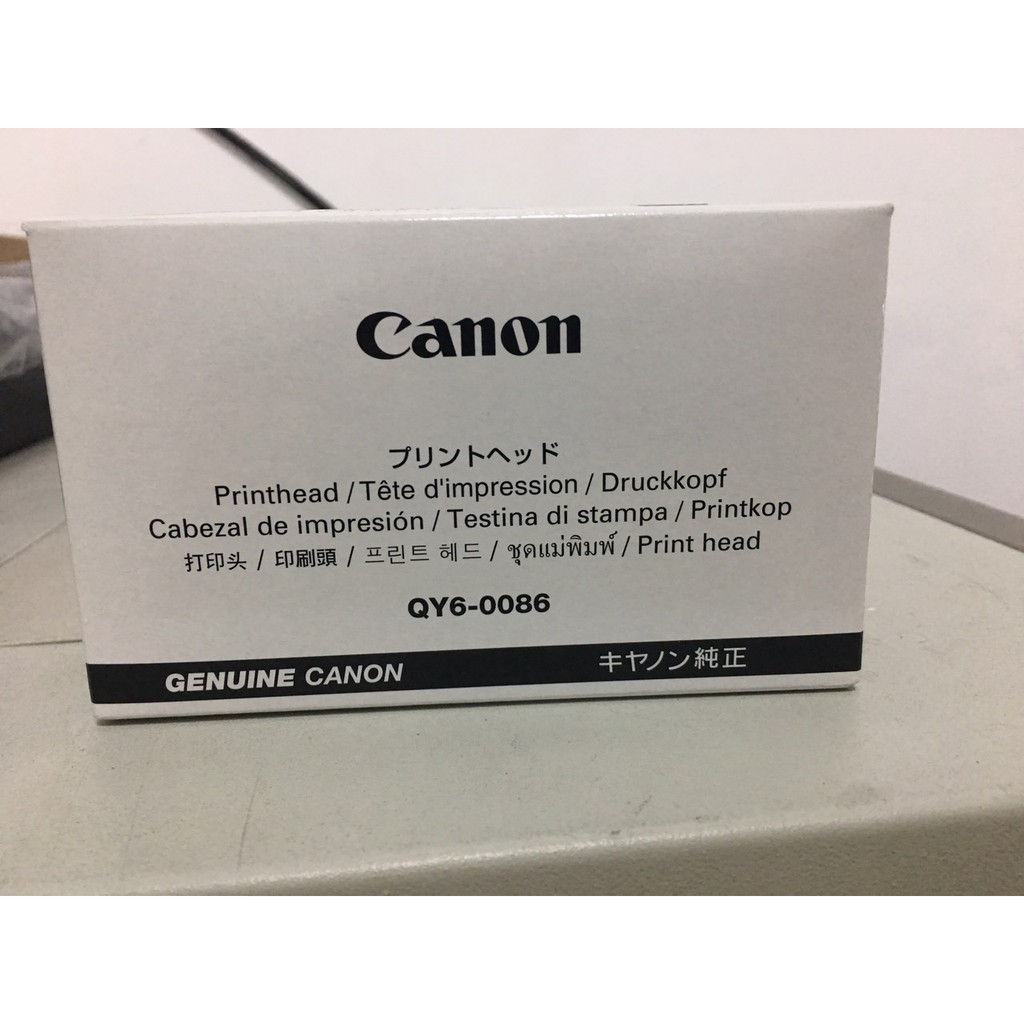 Canon
プリントヘッド
Printhead / Tête d'impression / Druckkopf
Cabezal de impresión / Testina di stampa / Printkop
打印头 / 印刷頭 / 프린트 헤드 / ชุดแม่พิมพ์ / Print head
QY6-0086
GENUINE CANON キヤノン純正